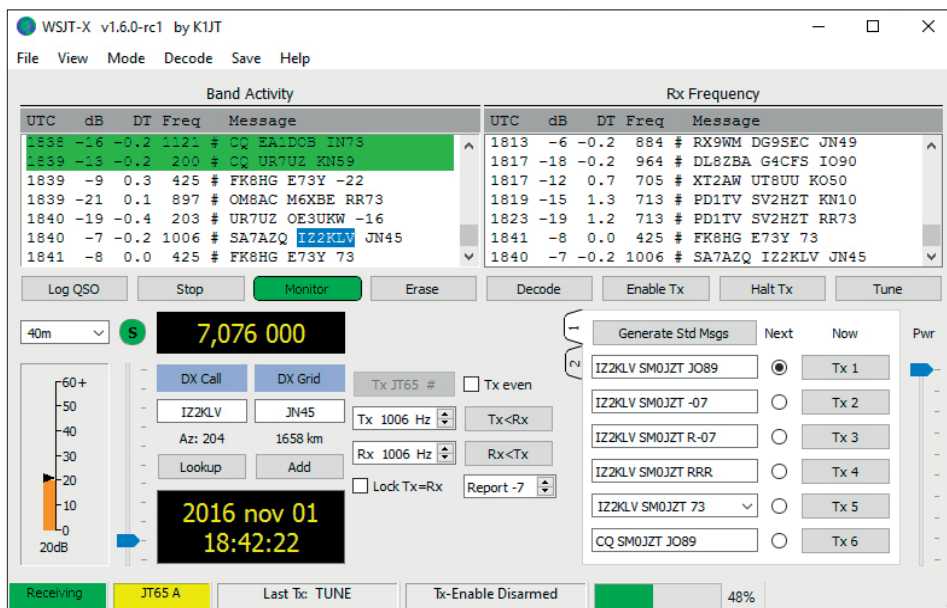 WSJT-X v1.6.0-rc1 by K1JT
File View Mode Decode Save Help
Band Activity
UTC dB DT Freq Message
1838 -16 -0.2 1121 # CQ EA1DOB IN73
1839 -13 -0.2 200 # CQ UR7UZ KN59
1839 -9 0.3 425 # FK8HG E73Y -22
1839 -21 0.1 897 # OM8AC M6XBE RR73
1840 -19 -0.4 203 # UR7UZ OE3UKW -16
1840 -7 -0.2 1006 # SA7AZQ IZ2KLV JN45
1841 -8 0.0 425 # FK8HG E73Y 73
Rx Frequency
UTC dB DT Freq Message
1813 -6 -0.2 884 # RX9WM DG9SEC JN49
1817 -18 -0.2 964 # DL8ZBA G4CFS IO90
1817 -12 0.7 705 # XT2AW UT8UU KO50
1819 -15 1.3 713 # PD1TV SV2HZT KN10
1823 -19 1.2 713 # PD1TV SV2HZT RR73
1841 -8 0.0 425 # FK8HG E73Y 73
1840 -7 -0.2 1006 # SA7AZQ IZ2KLV JN45
Log QSO Stop Monitor Erase Decode Enable Tx Halt Tx Tune
40m S 7,076 000
60+
50
40
30
20
10
0
20dB
DX Call DX Grid
IZ2KLV JN45
Az: 204 1658 km
Lookup Add
2016 nov 01
18:42:22
Tx JT65 # Tx even
Tx 1006 Hz Tx<Rx
Rx 1006 Hz Rx<Tx
Lock Tx=Rx Report -7
1
2
Generate Std Msgs Next Now Pwr
IZ2KLV SM0JZT JO89 Tx 1
IZ2KLV SM0JZT -07 Tx 2
IZ2KLV SM0JZT R-07 Tx 3
IZ2KLV SM0JZT RRR Tx 4
IZ2KLV SM0JZT 73 Tx 5
CQ SM0JZT JO89 Tx 6
Receiving JT65 A Last Tx: TUNE Tx-Enable Disarmed 48%